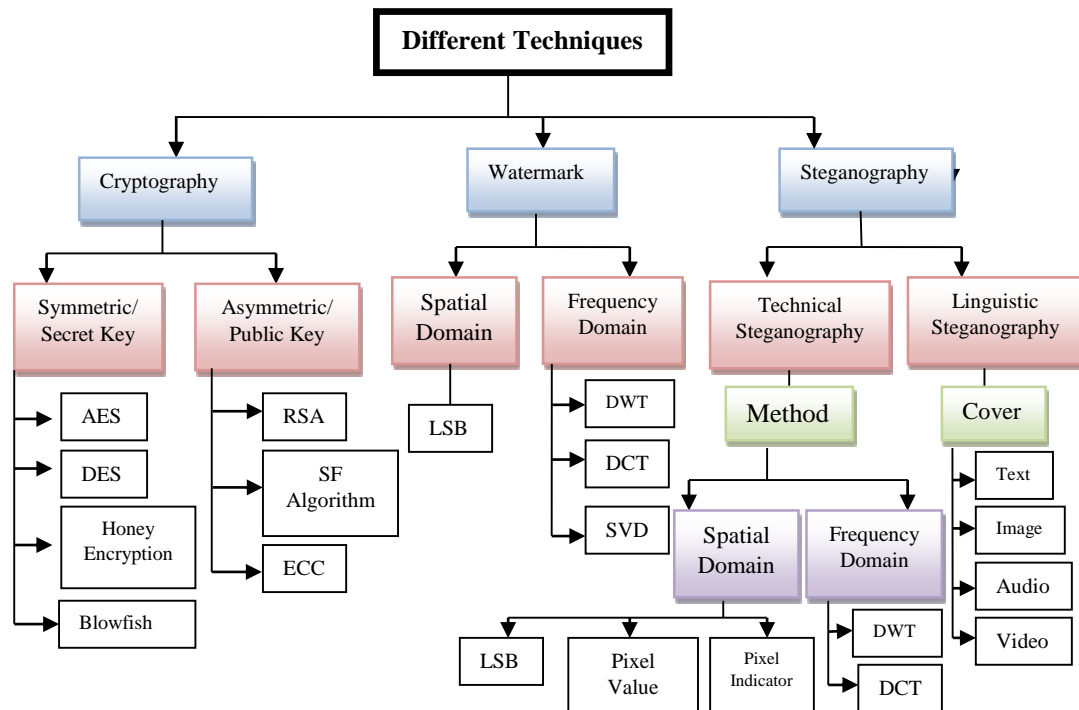 Different Techniques
Cryptography
Watermark
Steganography
Symmetric/
Secret Key
Asymmetric/
Public Key
Spatial
Domain
Frequency
Domain
Technical
Steganography
Linguistic
Steganography
AES
DES
Honey
Encryption
Blowfish
RSA
SF
Algorithm
ECC
LSB
DWT
DCT
SVD
Method
Cover
Spatial
Domain
Frequency
Domain
LSB
Pixel
Value
Pixel
Indicator
DWT
DCT
Text
Image
Audio
Video